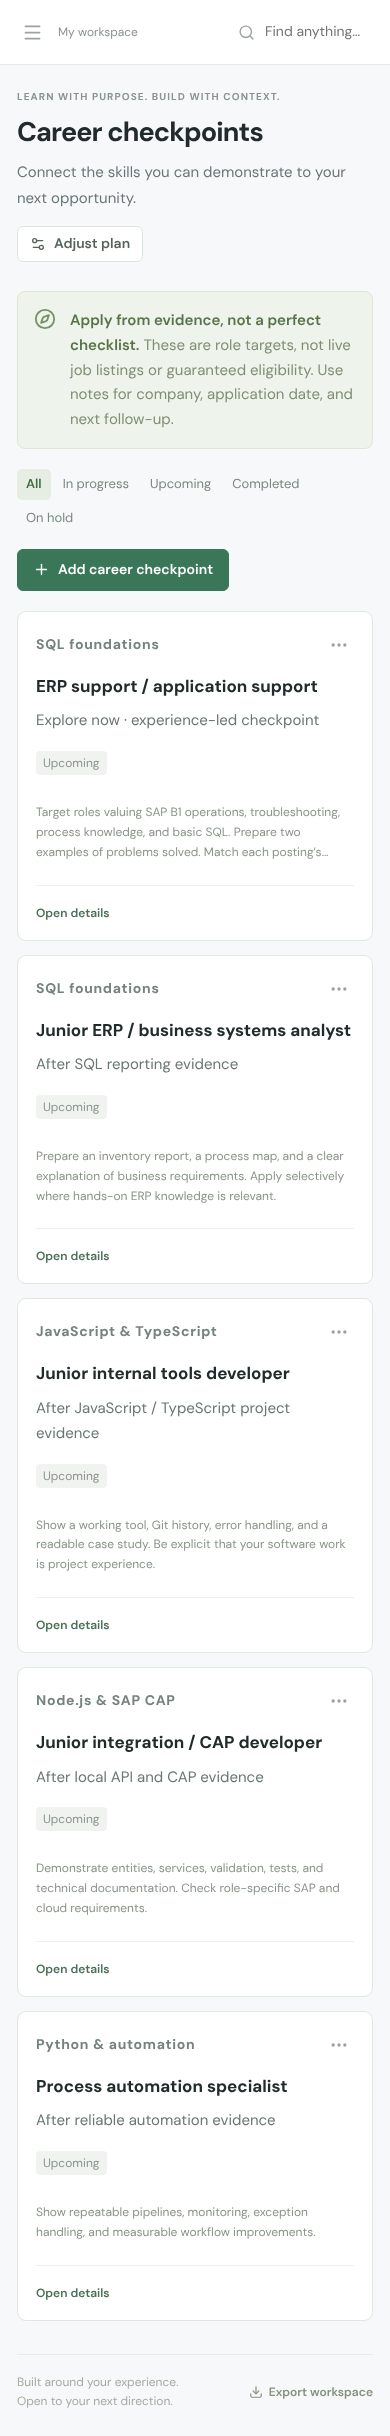 My workspace
Find anything...
LEARN WITH PURPOSE. BUILD WITH CONTEXT.
Career checkpoints
Connect the skills you can demonstrate to your
next opportunity.
Adjust plan
Apply from evidence, not a perfect
checklist. These are role targets, not live
job listings or guaranteed eligibility. Use
notes for company, application date, and
next follow-up.
All In progress Upcoming Completed
On hold
Add career checkpoint
SQL foundations
ERP support / application support
Explore now · experience-led checkpoint
Upcoming
Target roles valuing SAP B1 operations, troubleshooting,
process knowledge, and basic SQL. Prepare two
examples of problems solved. Match each posting's...
Open details
SQL foundations
Junior ERP / business systems analyst
After SQL reporting evidence
Upcoming
Prepare an inventory report, a process map, and a clear
explanation of business requirements. Apply selectively
where hands-on ERP knowledge is relevant.
Open details
JavaScript & TypeScript
Junior internal tools developer
After JavaScript / TypeScript project
evidence
Upcoming
Show a working tool, Git history, error handling, and a
readable case study. Be explicit that your software work
is project experience.
Open details
Node.js & SAP CAP
Junior integration / CAP developer
After local API and CAP evidence
Upcoming
Demonstrate entities, services, validation, tests, and
technical documentation. Check role-specific SAP and
cloud requirements.
Open details
Python & automation
Process automation specialist
After reliable automation evidence
Upcoming
Show repeatable pipelines, monitoring, exception
handling, and measurable workflow improvements.
Open details
Built around your experience.
Open to your next direction.
Export workspace